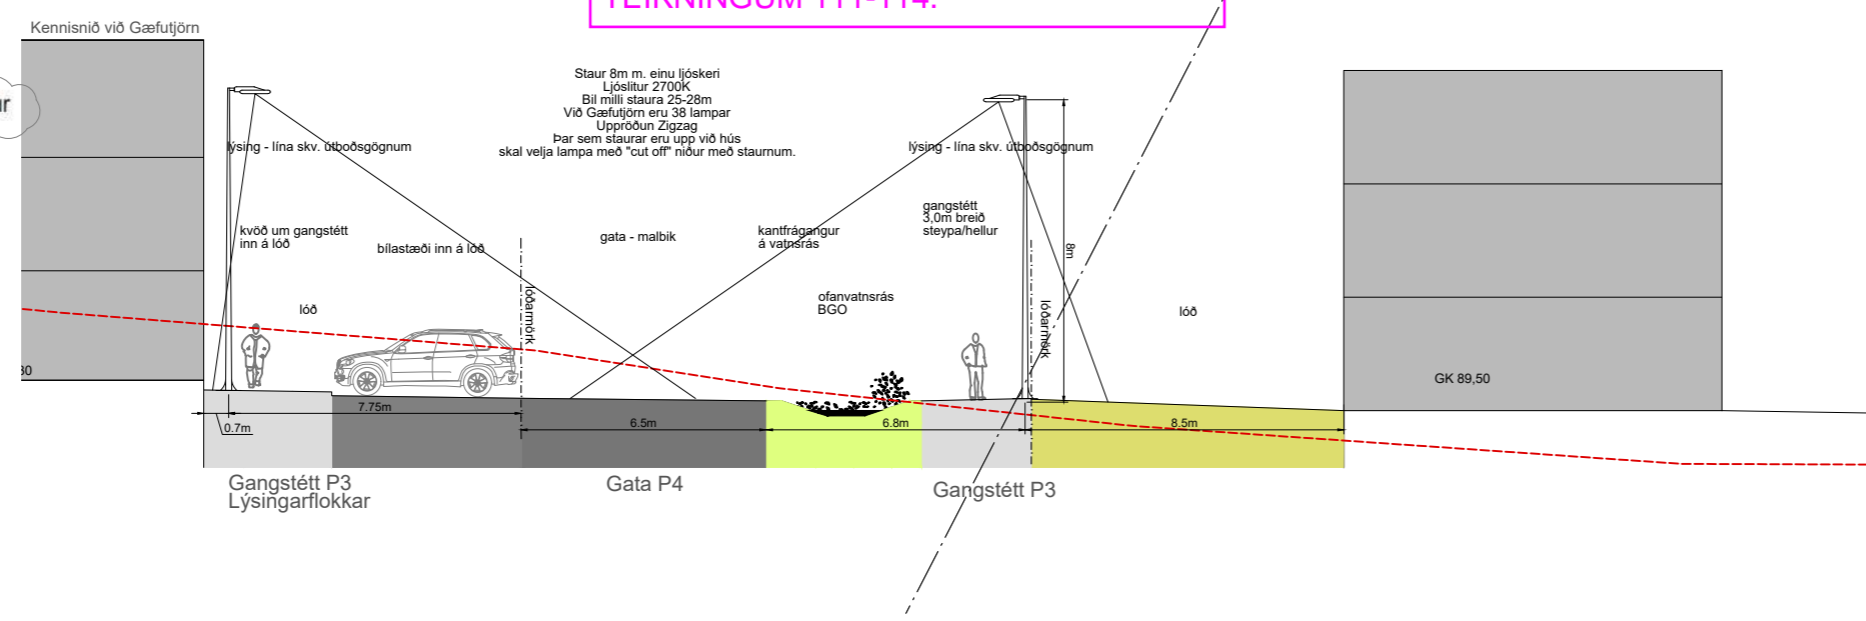 TEIKNINGUM 111-114.
Kennisnið við Gæfutjörn
Staur 8m m. einu ljóskeri
Ljóslitur 2700K
Bil milli staura 25-28m
Við Gæfutjörn eru 38 lampar
Uppröðun Zigzag
Þar sem staurar eru upp við hús
skal velja lampa með "cut off" niður með staurnum.
lýsing - lína skv. útboðsgögnum
lýsing - lína skv. útboðsgögnum
kvöð um gangstétt
inn á lóð
bílastæði inn á lóð
gata - malbik
kantfrágangur
á vatnsrás
gangstétt
3,0m breið
steypa/hellur
8m
lóð
lóðarmörk
ofanvatnsrás
BGO
lóðarmörk
lóð
GK 89,50
0.7m
7.75m
6.5m
6.8m
8.5m
Gangstétt P3
Lýsingarflokkar
Gata P4
Gangstétt P3